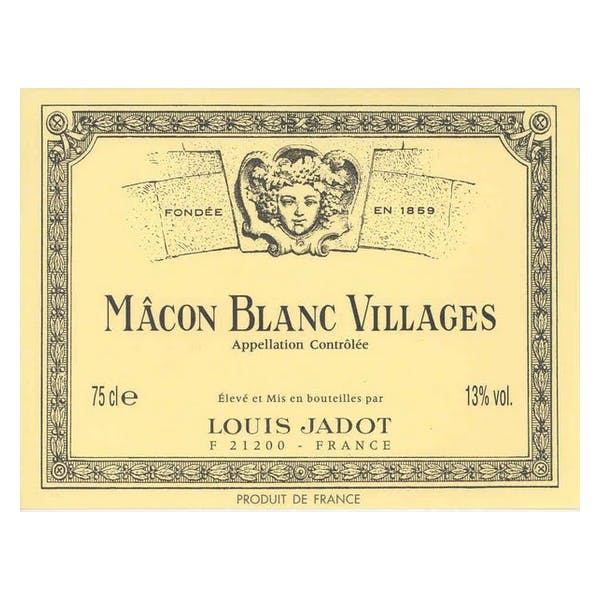 FONDÉE EN 1859
MÂCON BLANC VILLAGES
Appellation Contrôlée
75 cl e Élevé et Mis en bouteilles par 13% vol.
LOUIS JADOT
F 21200 - FRANCE
PRODUIT DE FRANCE